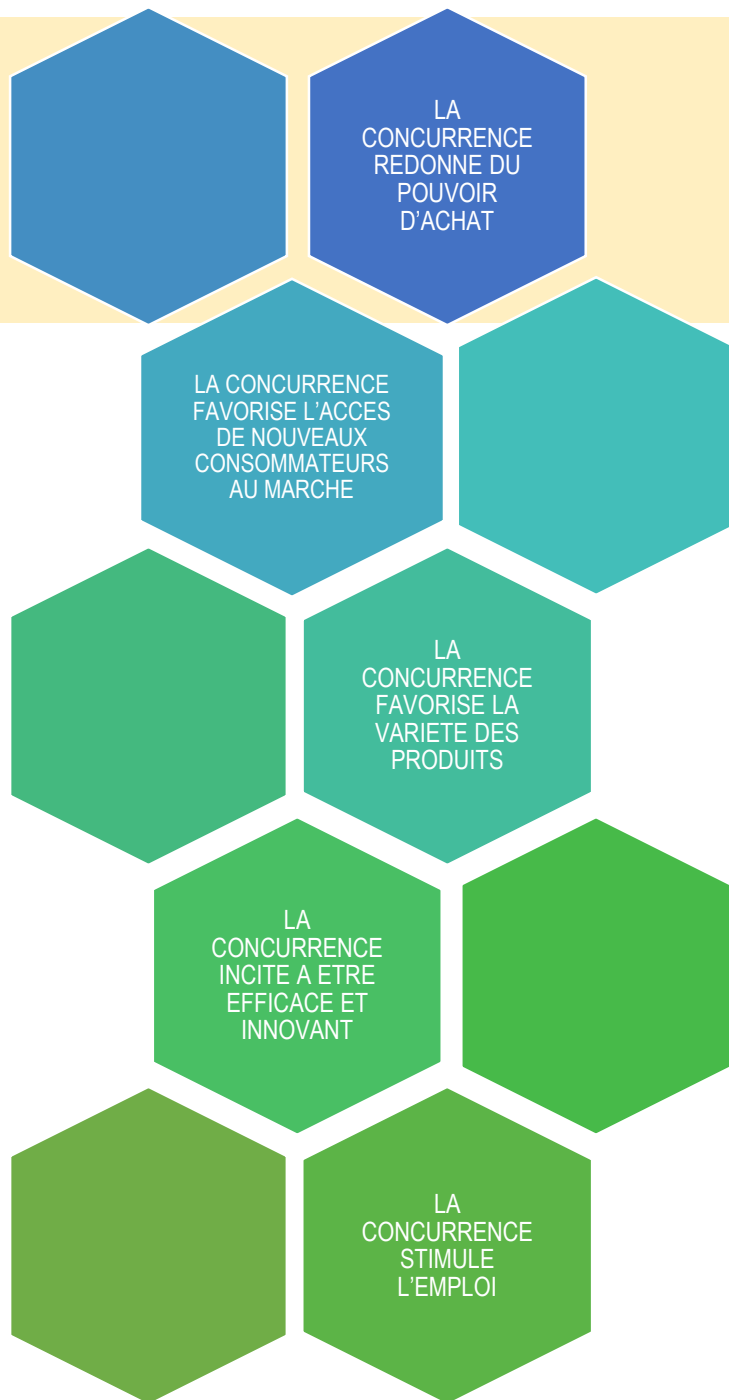 LA
CONCURRENCE
REDONNE DU
POUVOIR
D’ACHAT
LA CONCURRENCE
FAVORISE L’ACCES
DE NOUVEAUX
CONSOMMATEURS
AU MARCHE
LA
CONCURRENCE
FAVORISE LA
VARIETE DES
PRODUITS
LA
CONCURRENCE
INCITE A ETRE
EFFICACE ET
INNOVANT
LA
CONCURRENCE
STIMULE
L’EMPLOI